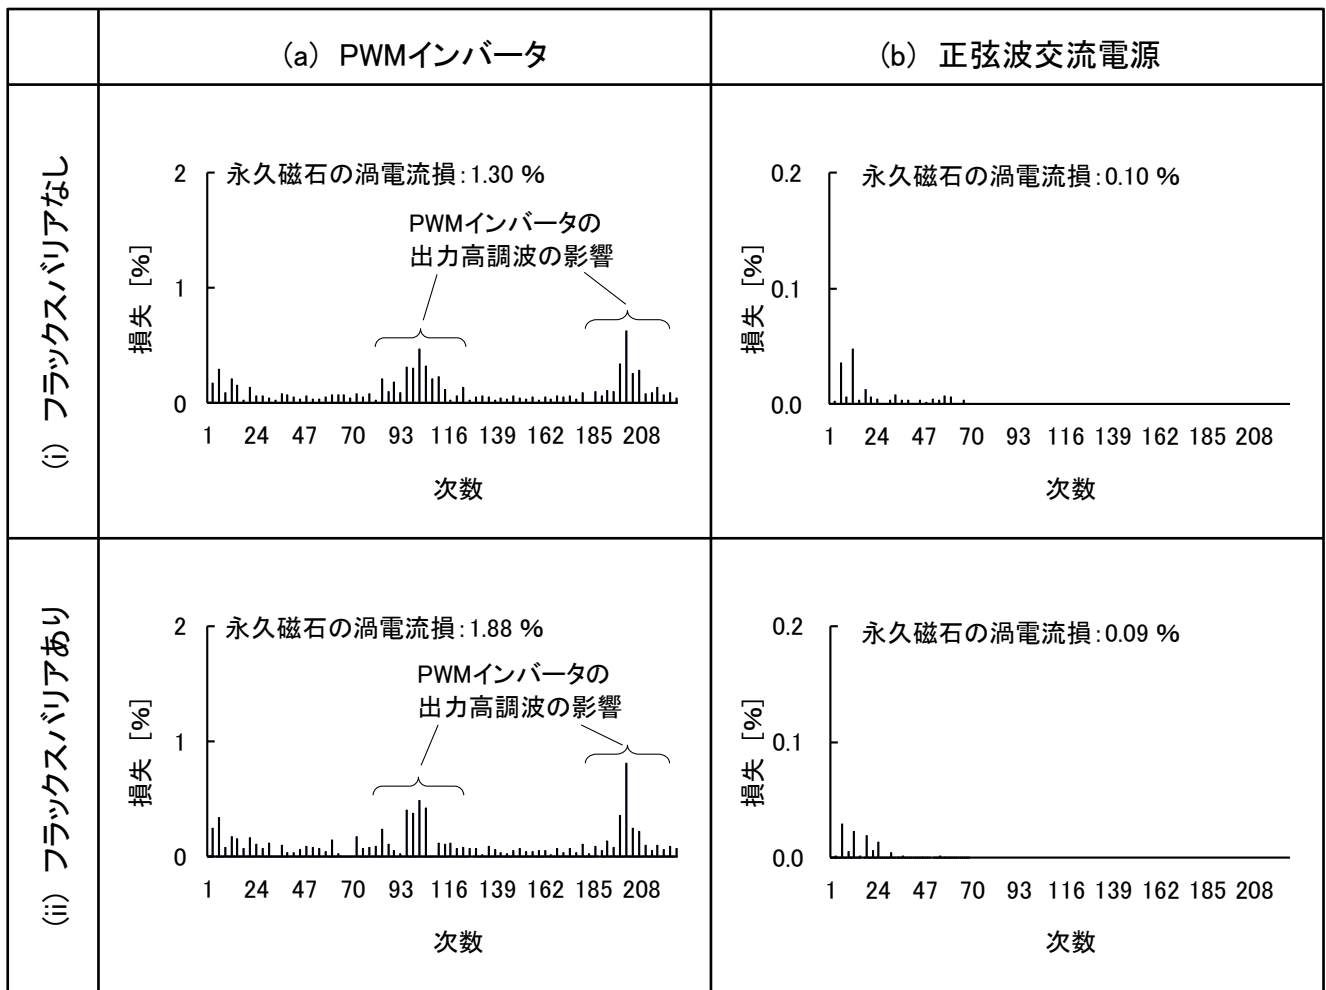 (a) PWMインバータ
(b) 正弦波交流電源
(i) フラックスバリアなし
永久磁石の渦電流損:1.30 %
PWMインバータの
出力高調波の影響
損失 [%]
2
1
0
1 24 47 70 93 116 139 162 185 208
次数
永久磁石の渦電流損:0.10 %
損失 [%]
0.2
0.1
0.0
1 24 47 70 93 116 139 162 185 208
次数
(ii) フラックスバリアあり
永久磁石の渦電流損:1.88 %
PWMインバータの
出力高調波の影響
損失 [%]
2
1
0
1 24 47 70 93 116 139 162 185 208
次数
永久磁石の渦電流損:0.09 %
損失 [%]
0.2
0.1
0.0
1 24 47 70 93 116 139 162 185 208
次数